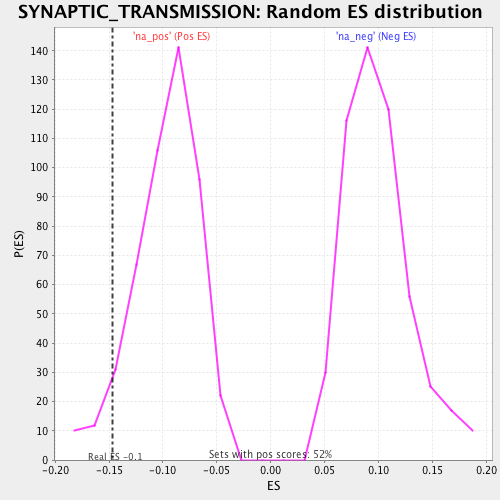 SYNAPTIC_TRANSMISSION: Random ES distribution
'na_pos' (Pos ES)
'na_neg' (Neg ES)
140
130
120
110
100
90
80
70
60
50
40
30
20
10
0
P(ES)
Real ES -0.1
Sets with pos scores: 52%
-0.20 -0.15 -0.10 -0.05 0.00 0.05 0.10 0.15 0.20
ES